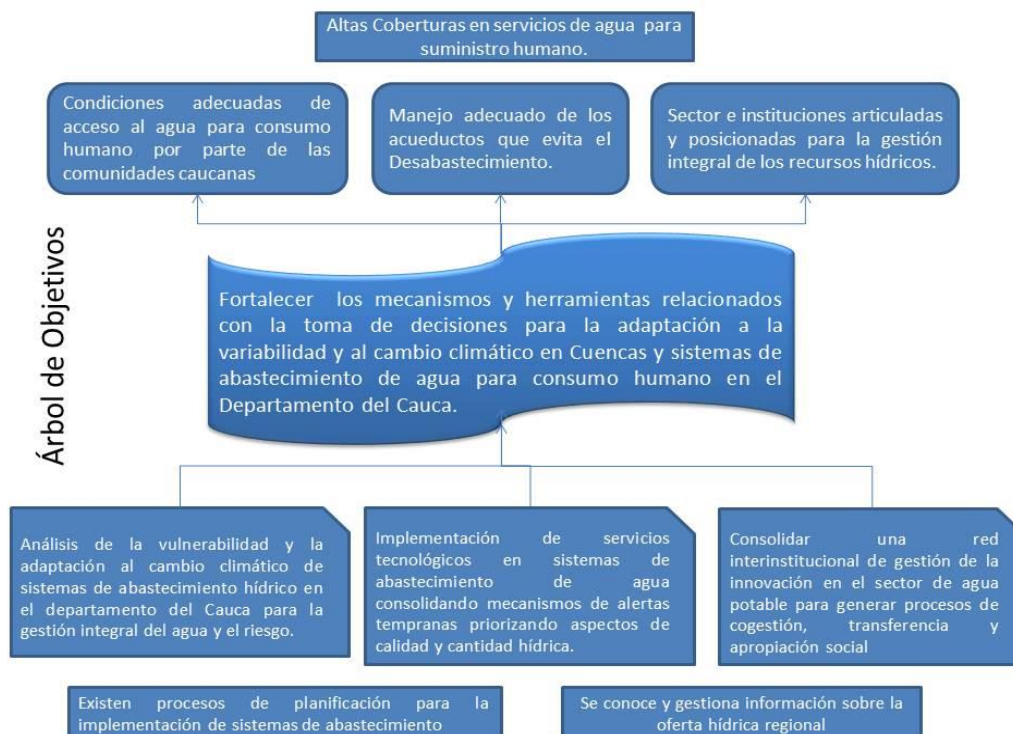 Altas Coberturas en servicios de agua para
suministro humano.
Condiciones adecuadas de
acceso al agua para consumo
humano por parte de las
comunidades caucanas
Manejo adecuado de los
acueductos que evita el
Desabastecimiento.
Sector e instituciones articuladas
y posicionadas para la gestión
integral de los recursos hídricos.
Árbol de Objetivos
Fortalecer los mecanismos y herramientas relacionados
con la toma de decisiones para la adaptación a la
variabilidad y al cambio climático en Cuencas y sistemas de
abastecimiento de agua para consumo humano en el
Departamento del Cauca.
Análisis de la vulnerabilidad y la
adaptación al cambio climático de
sistemas de abastecimiento hídrico en
el departamento del Cauca para la
gestión integral del agua y el riesgo.
Implementación de servicios
tecnológicos en sistemas de
abastecimiento de agua
consolidando mecanismos de alertas
tempranas priorizando aspectos de
calidad y cantidad hídrica.
Consolidar una red
interinstitucional de gestión de la
innovación en el sector de agua
potable para generar procesos de
cogestión, transferencia y
apropiación social
Existen procesos de planificación para la
implementación de sistemas de abastecimiento
Se conoce y gestiona información sobre la
oferta hídrica regional